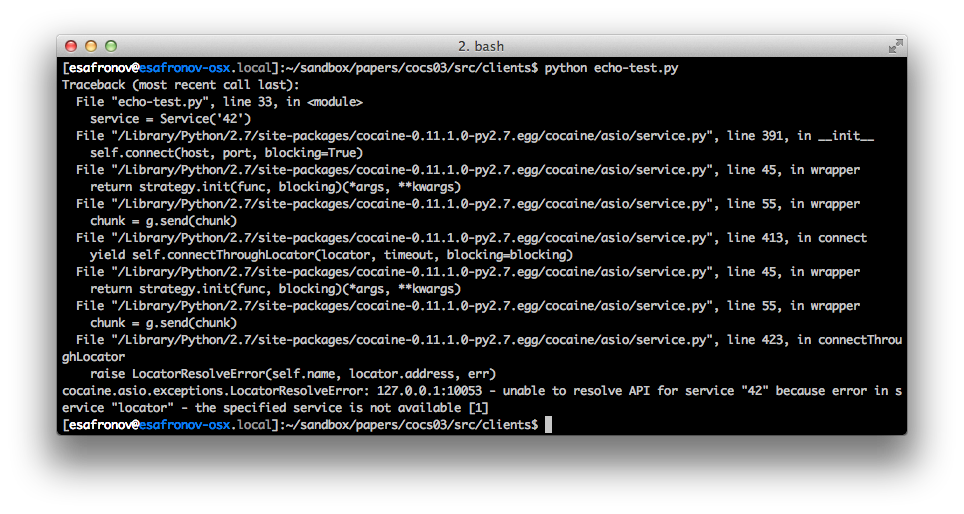 2. bash
[esafronov@esafronov-osx.local]:~/sandbox/papers/cocs03/src/clients$ python echo-test.py
Traceback (most recent call last):
  File "echo-test.py", line 33, in <module>
    service = Service('42')
  File "/Library/Python/2.7/site-packages/cocaine-0.11.1.0-py2.7.egg/cocaine/asio/service.py", line 391, in __init__
    self.connect(host, port, blocking=True)
  File "/Library/Python/2.7/site-packages/cocaine-0.11.1.0-py2.7.egg/cocaine/asio/service.py", line 45, in wrapper
    return strategy.init(func, blocking)(*args, **kwargs)
  File "/Library/Python/2.7/site-packages/cocaine-0.11.1.0-py2.7.egg/cocaine/asio/service.py", line 55, in wrapper
    chunk = g.send(chunk)
  File "/Library/Python/2.7/site-packages/cocaine-0.11.1.0-py2.7.egg/cocaine/asio/service.py", line 413, in connect
    yield self.connectThroughLocator(locator, timeout, blocking=blocking)
  File "/Library/Python/2.7/site-packages/cocaine-0.11.1.0-py2.7.egg/cocaine/asio/service.py", line 45, in wrapper
    return strategy.init(func, blocking)(*args, **kwargs)
  File "/Library/Python/2.7/site-packages/cocaine-0.11.1.0-py2.7.egg/cocaine/asio/service.py", line 55, in wrapper
    chunk = g.send(chunk)
  File "/Library/Python/2.7/site-packages/cocaine-0.11.1.0-py2.7.egg/cocaine/asio/service.py", line 423, in connectThrou
ghLocator
    raise LocatorResolveError(self.name, locator.address, err)
cocaine.asio.exceptions.LocatorResolveError: 127.0.0.1:10053 - unable to resolve API for service "42" because error in s
ervice "locator" - the specified service is not available [1]
[esafronov@esafronov-osx.local]:~/sandbox/papers/cocs03/src/clients$